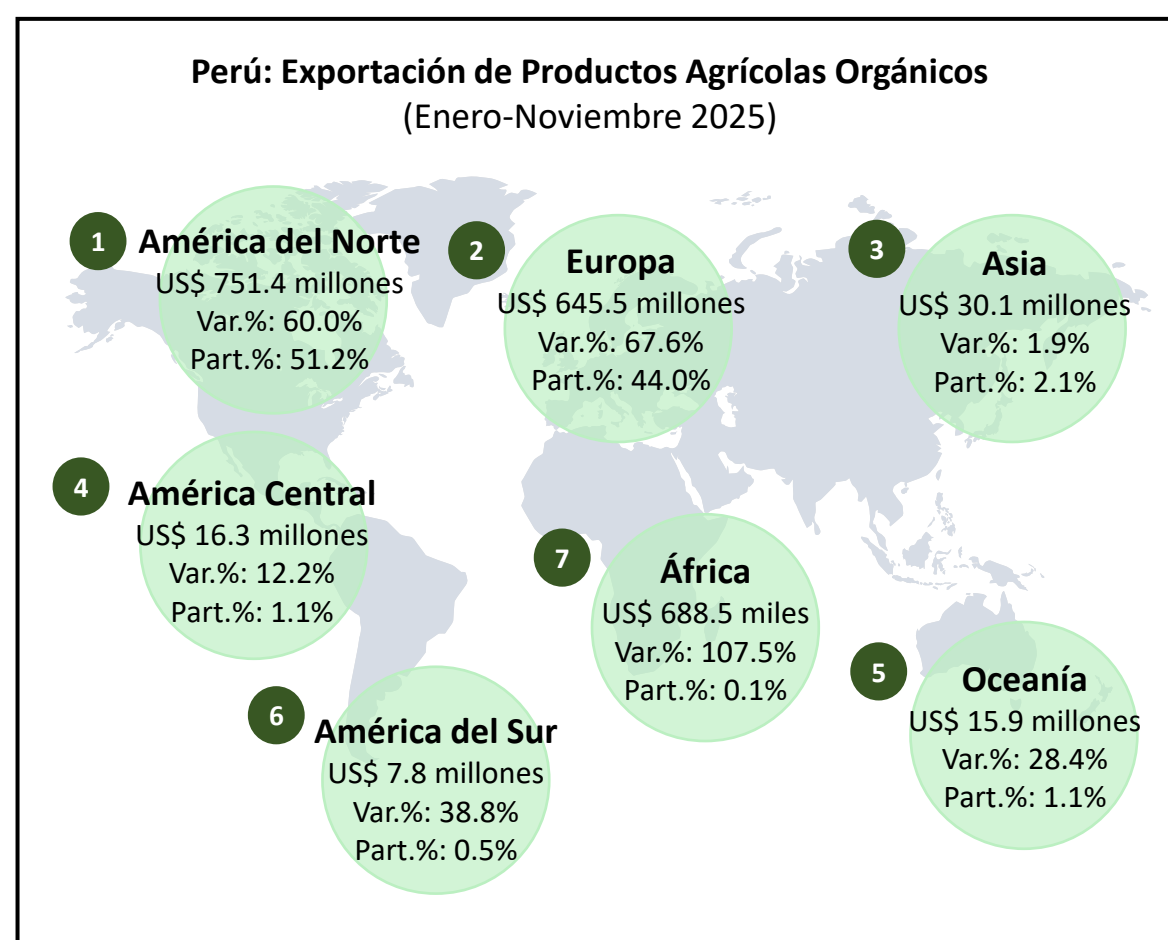 Perú: Exportación de Productos Agrícolas Orgánicos
(Enero-Noviembre 2025)
1
América del Norte
US$ 751.4 millones
Var.%: 60.0%
Part.%: 51.2%
2
Europa
US$ 645.5 millones
Var.%: 67.6%
Part.%: 44.0%
3
Asia
US$ 30.1 millones
Var.%: 1.9%
Part.%: 2.1%
4
América Central
US$ 16.3 millones
Var.%: 12.2%
Part.%: 1.1%
7
África
US$ 688.5 miles
Var.%: 107.5%
Part.%: 0.1%
5
Oceanía
US$ 15.9 millones
Var.%: 28.4%
Part.%: 1.1%
6
América del Sur
US$ 7.8 millones
Var.%: 38.8%
Part.%: 0.5%